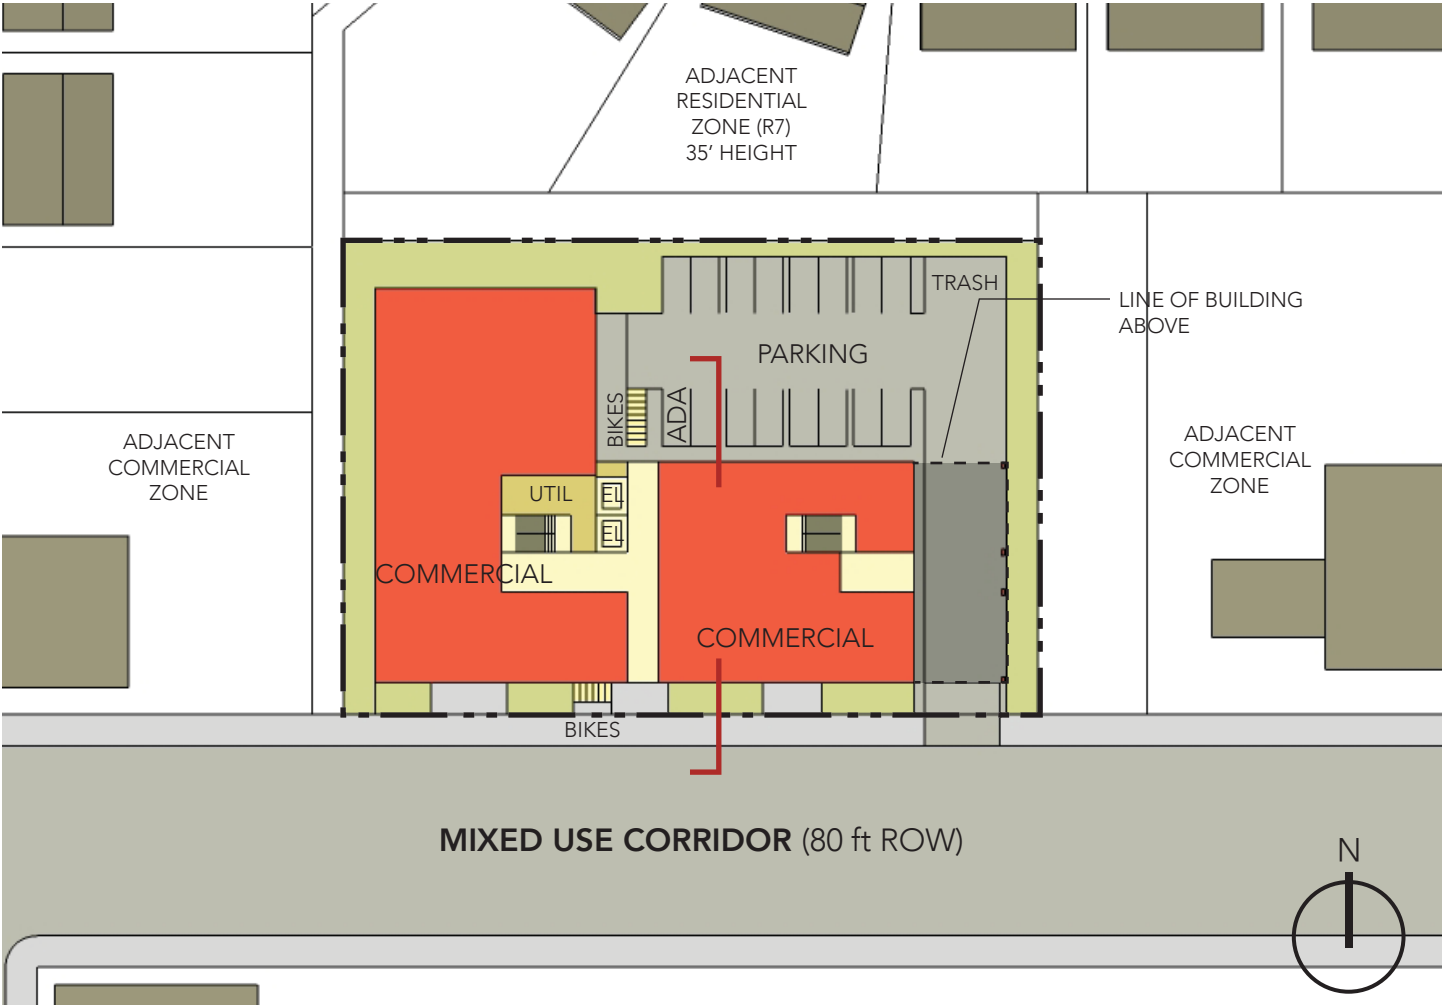 ADJACENT
RESIDENTIAL
ZONE (R7)
35' HEIGHT
TRASH
LINE OF BUILDING
ABOVE
PARKING
BIKES
ADA
ADJACENT
COMMERCIAL
ZONE
ADJACENT
COMMERCIAL
ZONE
UTIL
EL
EL
COMMERCIAL
COMMERCIAL
BIKES
MIXED USE CORRIDOR (80 ft ROW)
N